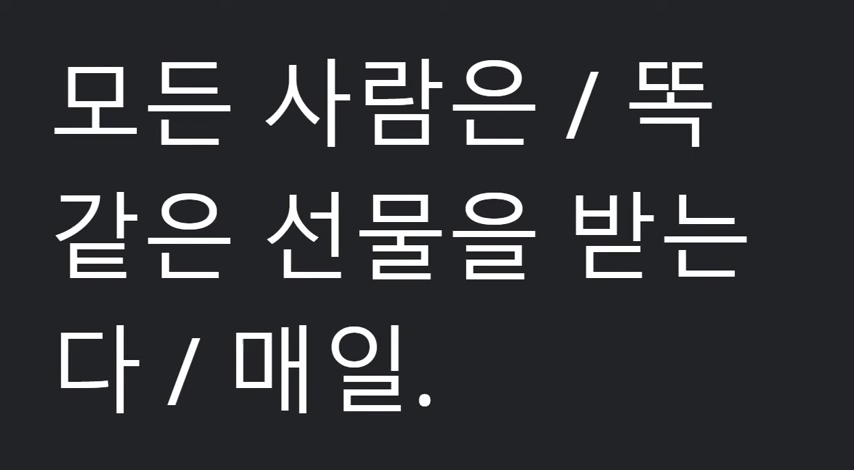 모든 사람은 / 똑
같은 선물을 받는
다 / 매일.